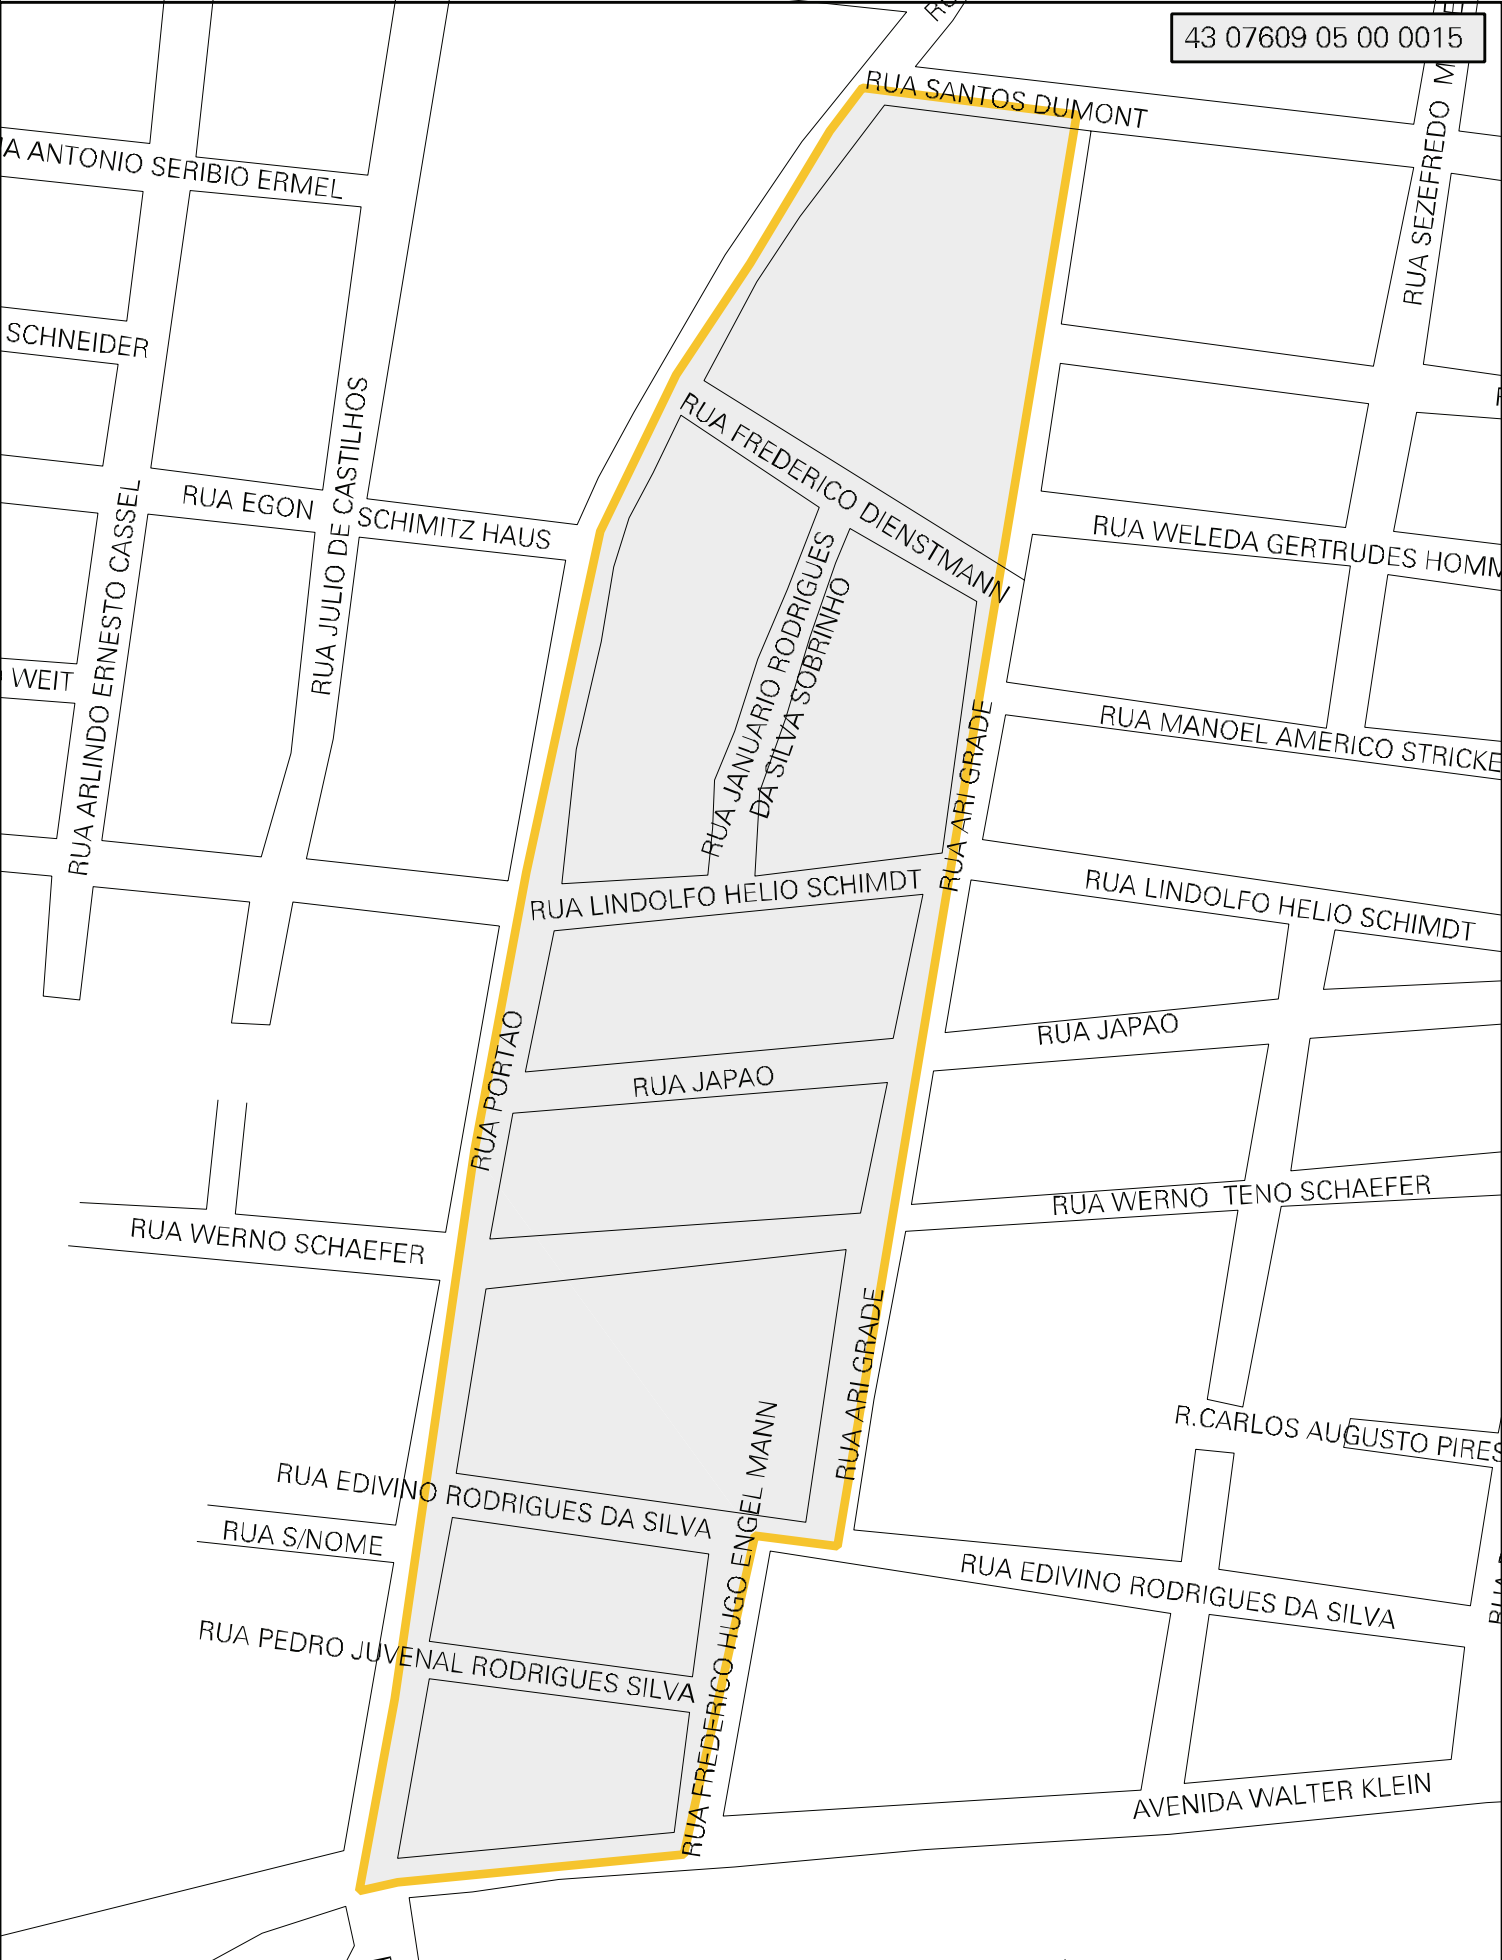 43 07609 05 00 0015
RUA SANTOS DUMONT
RUA SEZEFREDO
ANTONIO SERIBIO ERMEL
SCHNEIDER
RUA FREDERICO DIENSTMANN
RUA JULIO DE CASTILHOS
RUA EGON SCHIMITZ HAUS
RUA ARLINDO ERNESTO CASSEL
RUA WELEDA GERTRUDES
RUA JANUARIO RODRIGUES
DA SILVA SOBRINHO
WEIT
RUA ARI GRADE
RUA MANOEL AMERICO
RUA LINDOLFO HELIO SCHIMDT
RUA LINDOLFO HELIO SCHIMDT
RUA PORTAO
RUA JAPAO
RUA JAPAO
RUA WERNO TENO SCHAEFER
RUA WERNO SCHAEFER
RUA ARI GRADE
R.CARLOS AUGUSTO PIRES
RUA FREDERICO HUGO ENGEL MANN
RUA EDIVINO RODRIGUES DA SILVA
RUA S/NOME
RUA EDIVINO RODRIGUES DA SILVA
RUA PEDRO JUVENAL RODRIGUES SILVA
AVENIDA WALTER KLEIN